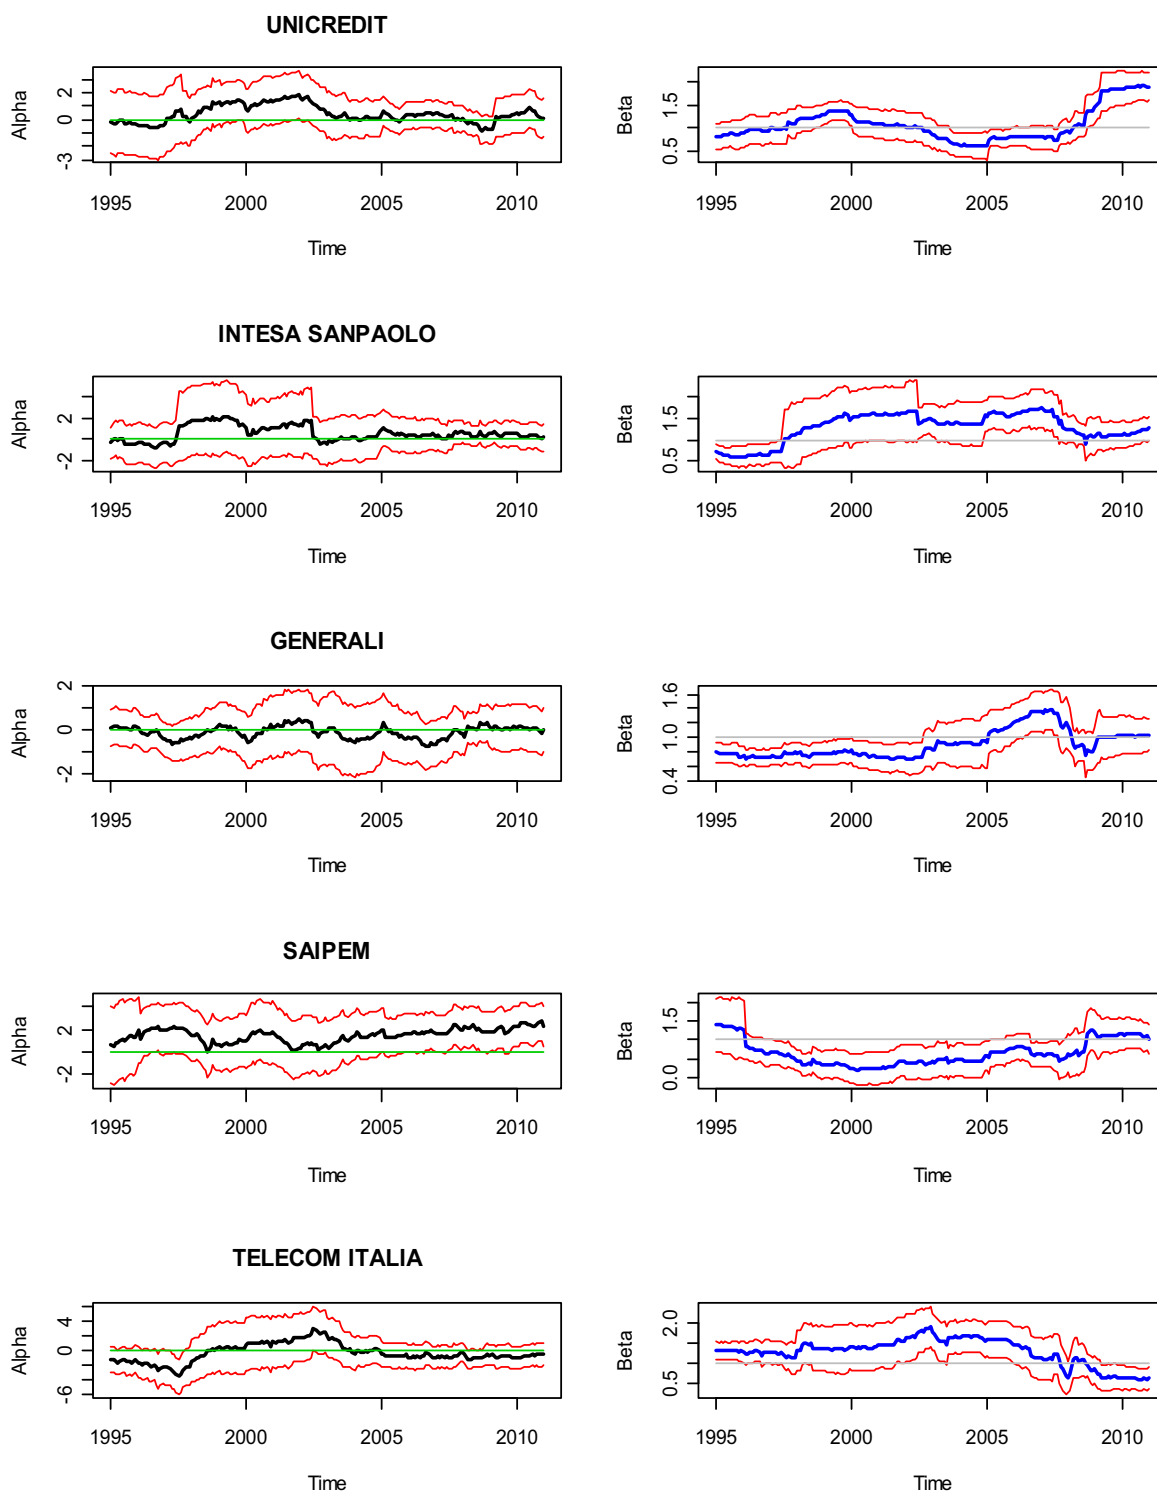 UNICREDIT
Alpha
2
0
-3
1995 2000 2005 2010
Time
Beta
1.5
0.5
1995 2000 2005 2010
Time
INTESA SANPAOLO
Alpha
2
-2
1995 2000 2005 2010
Time
Beta
1.5
0.5
1995 2000 2005 2010
Time
GENERALI
Alpha
2
0
-2
1995 2000 2005 2010
Time
Beta
1.6
1.0
0.4
1995 2000 2005 2010
Time
SAIPEM
Alpha
2
-2
1995 2000 2005 2010
Time
Beta
1.5
0.0
1995 2000 2005 2010
Time
TELECOM ITALIA
Alpha
4
0
-6
1995 2000 2005 2010
Time
Beta
2.0
0.5
1995 2000 2005 2010
Time